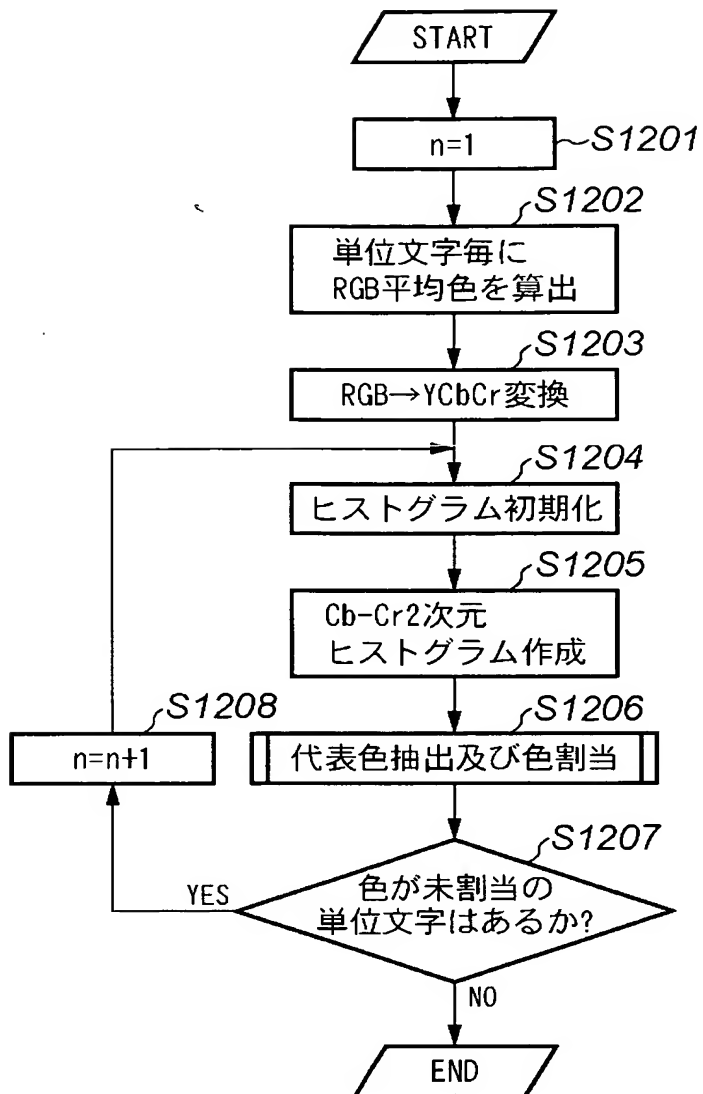 START
n=1
S1201
S1202
単位文字毎に
RGB平均色を算出
S1203
RGB→YCbCr変換
S1204
ヒストグラム初期化
S1205
Cb-Cr2次元
ヒストグラム作成
S1206
代表色抽出及び色割当
S1207
色が未割当の
単位文字はあるか?
YES
S1208
n=n+1
NO
END